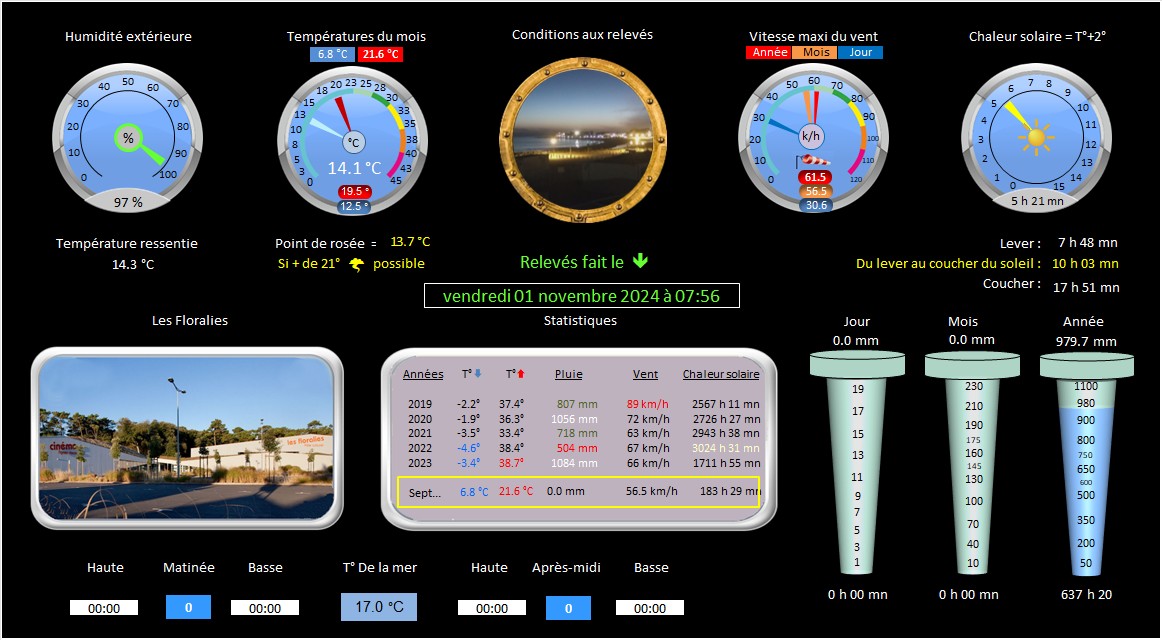 Humidité extérieure
Températures du mois
Conditions aux relevés
Vitesse maxi du vent
Chaleur solaire = T°+2°
6.8 °C 21.6 °C
Année Mois Jour
0 10 20 30 40 50 60 70 80 90 100
%
97 %
0 3 5 8 10 13 15 18 20 23 25 28 30 33 35 38 40 43 45
°C
14.1 °C
19.5 °
12.5 °
0 10 20 30 40 50 60 70 80 90 100 110 120
k/h
61.5
56.5
30.6
0 1 2 3 4 5 6 7 8 9 10 11 12 13 14 15
5 h 21 mn
Température ressentie
14.3 °C
Point de rosée = 13.7 °C
Si + de 21° possible
Relevés fait le
Lever : 7 h 48 mn
Du lever au coucher du soleil : 10 h 03 mn
Coucher : 17 h 51 mn
vendredi 01 novembre 2024 à 07:56
Les Floralies
Statistiques
Jour
0.0 mm
Mois
0.0 mm
Année
979.7 mm
cinéma
les floralies
Années T° T° Pluie Vent Chaleur solaire
2019 -2.2° 37.4° 807 mm 89 km/h 2567 h 11 mn
2020 -1.9° 36.3° 1056 mm 72 km/h 2726 h 27 mn
2021 -3.5° 33.4° 718 mm 63 km/h 2943 h 38 mn
2022 -4.6° 38.4° 504 mm 67 km/h 3024 h 31 mn
2023 -3.4° 38.7° 1084 mm 66 km/h 1711 h 55 mn
Sept... 6.8 °C 21.6 °C 0.0 mm 56.5 km/h 183 h 29 mn
19
17
15
13
11
9
7
5
3
1
230
210
190
175
160
145
130
100
70
40
10
1100
980
900
800
750
650
600
500
350
200
50
0 h 00 mn
0 h 00 mn
637 h 20
Haute Matinée Basse
00:00 0 00:00
T° De la mer
17.0 °C
Haute Après-midi Basse
00:00 0 00:00